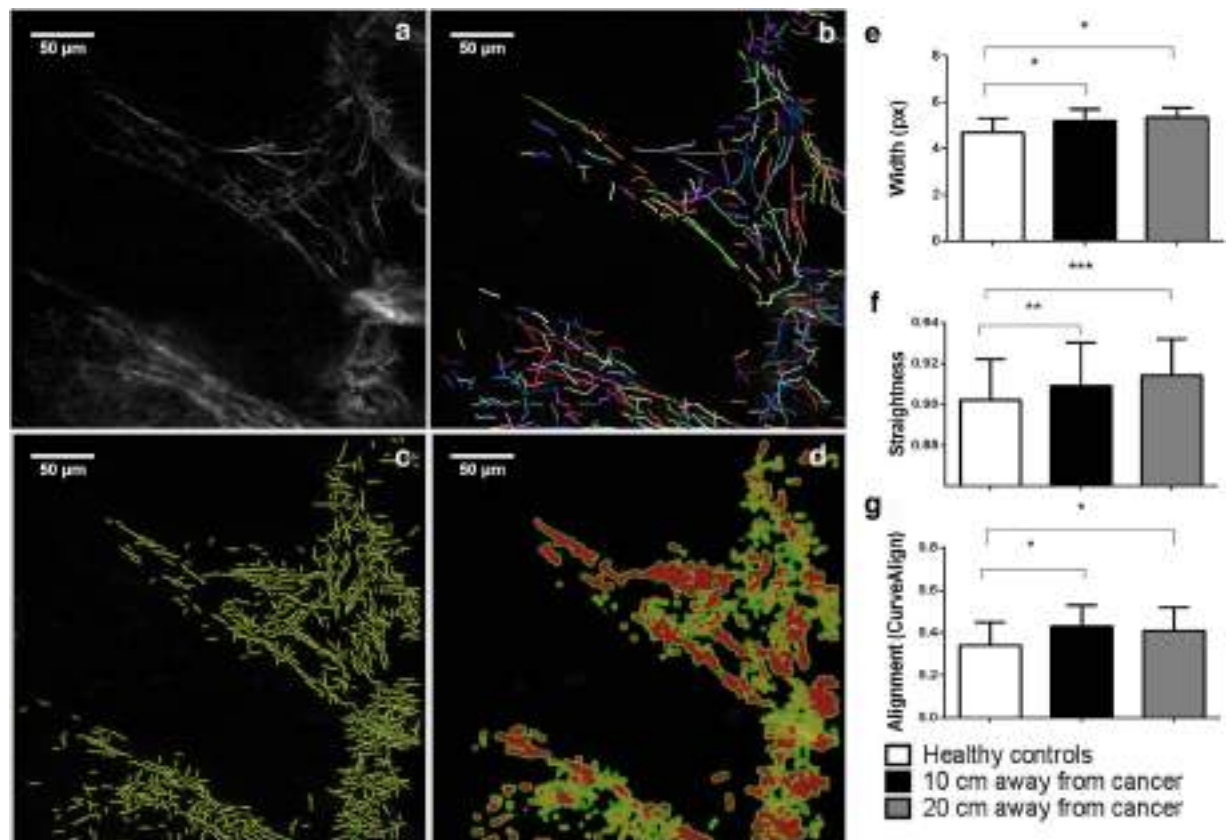 50 µm
a
50 µm
b
50 µm
c
50 µm
d
e
*
*
8
6
4
2
0
Width (px)
f
***
**
0.94
0.92
0.90
0.88
Straightness
g
*
*
0.8
0.6
0.4
0.2
0.0
Alignment (CurveAlign)
Healthy controls
10 cm away from cancer
20 cm away from cancer